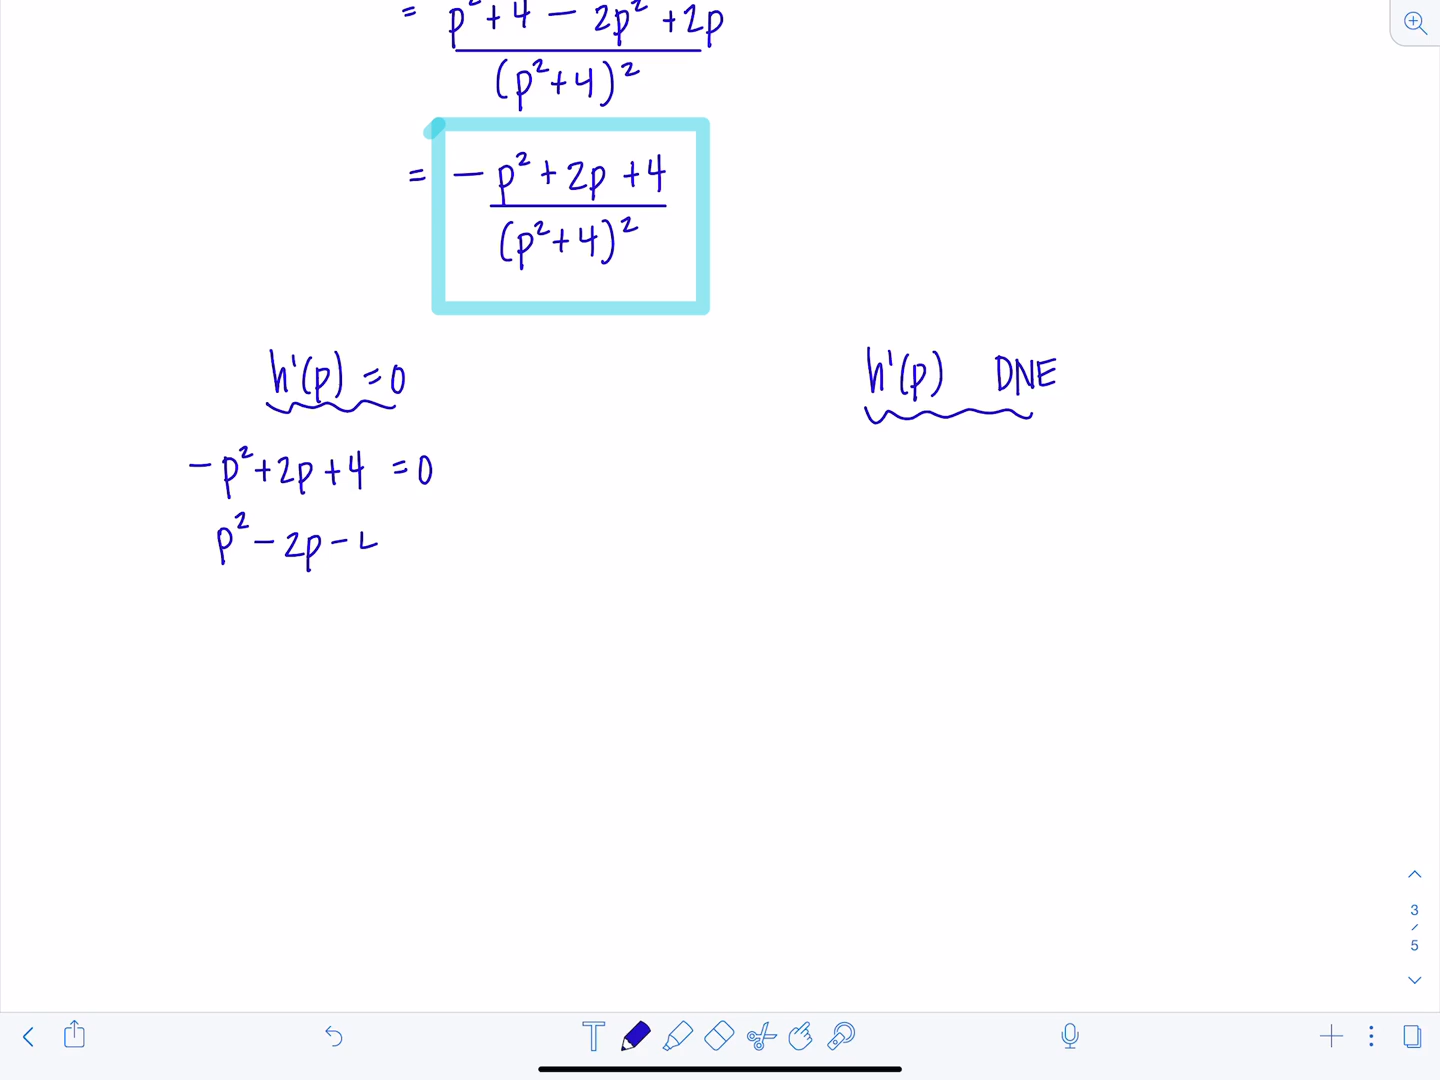 = p²+4 − 2p² +2p
(p²+4)²
= − p² + 2p + 4
(p²+4)²
h'(p) = 0
h'(p) DNE
− p² + 2p + 4 = 0
p² − 2p −
3
/
5
T